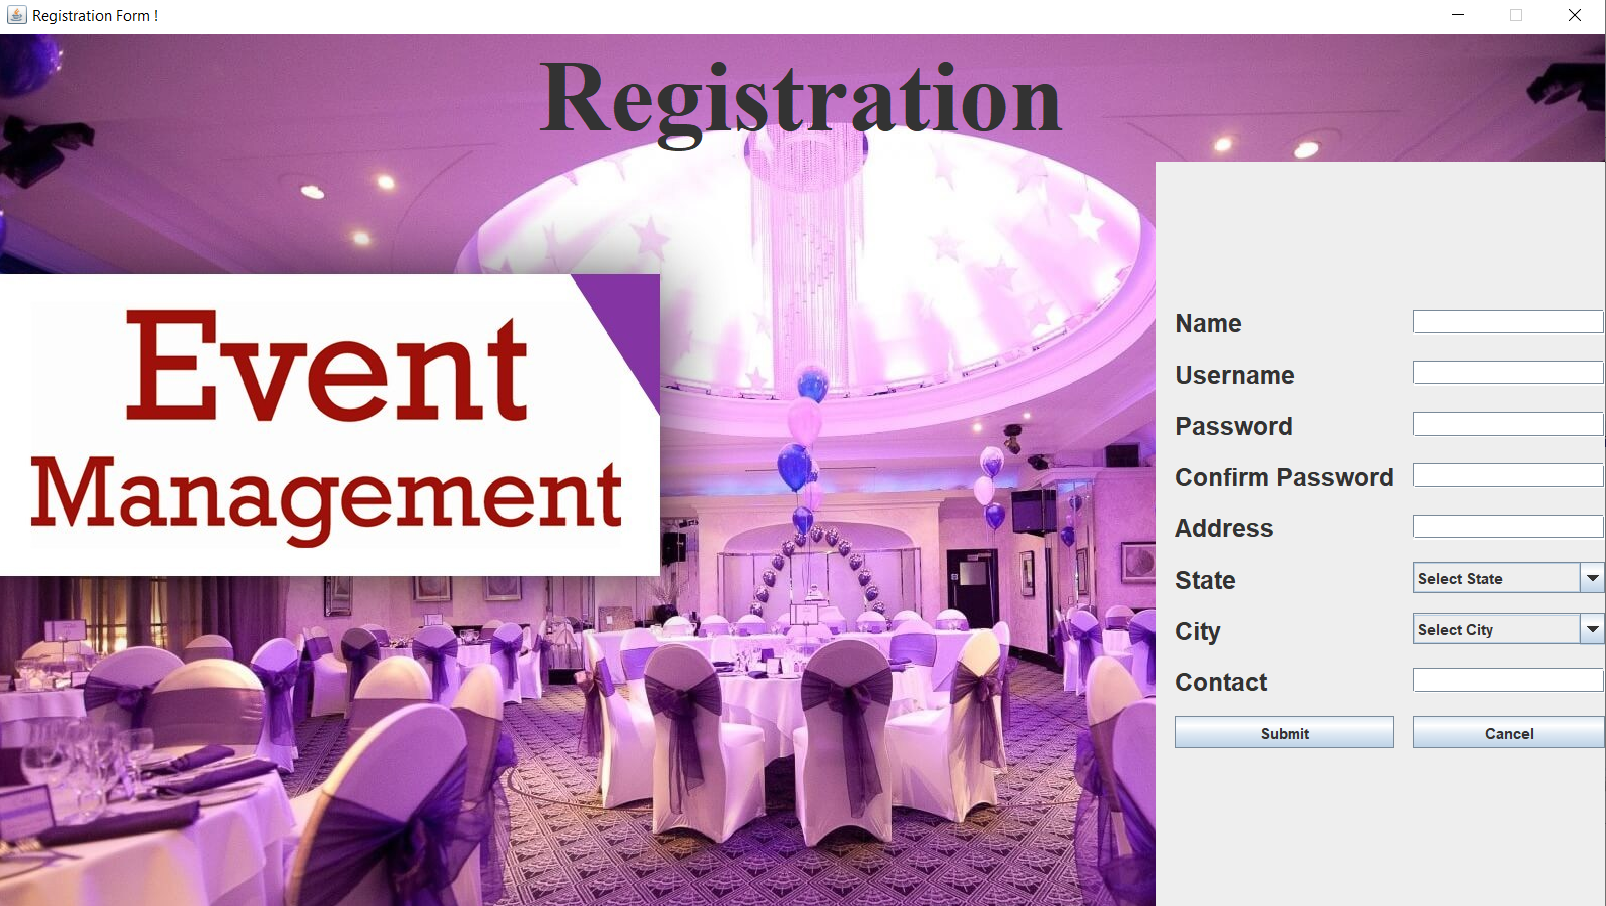 Registration Form !
Registration
Event
Management
Name
Username
Password
Confirm Password
Address
State Select State
City Select City
Contact
Submit Cancel